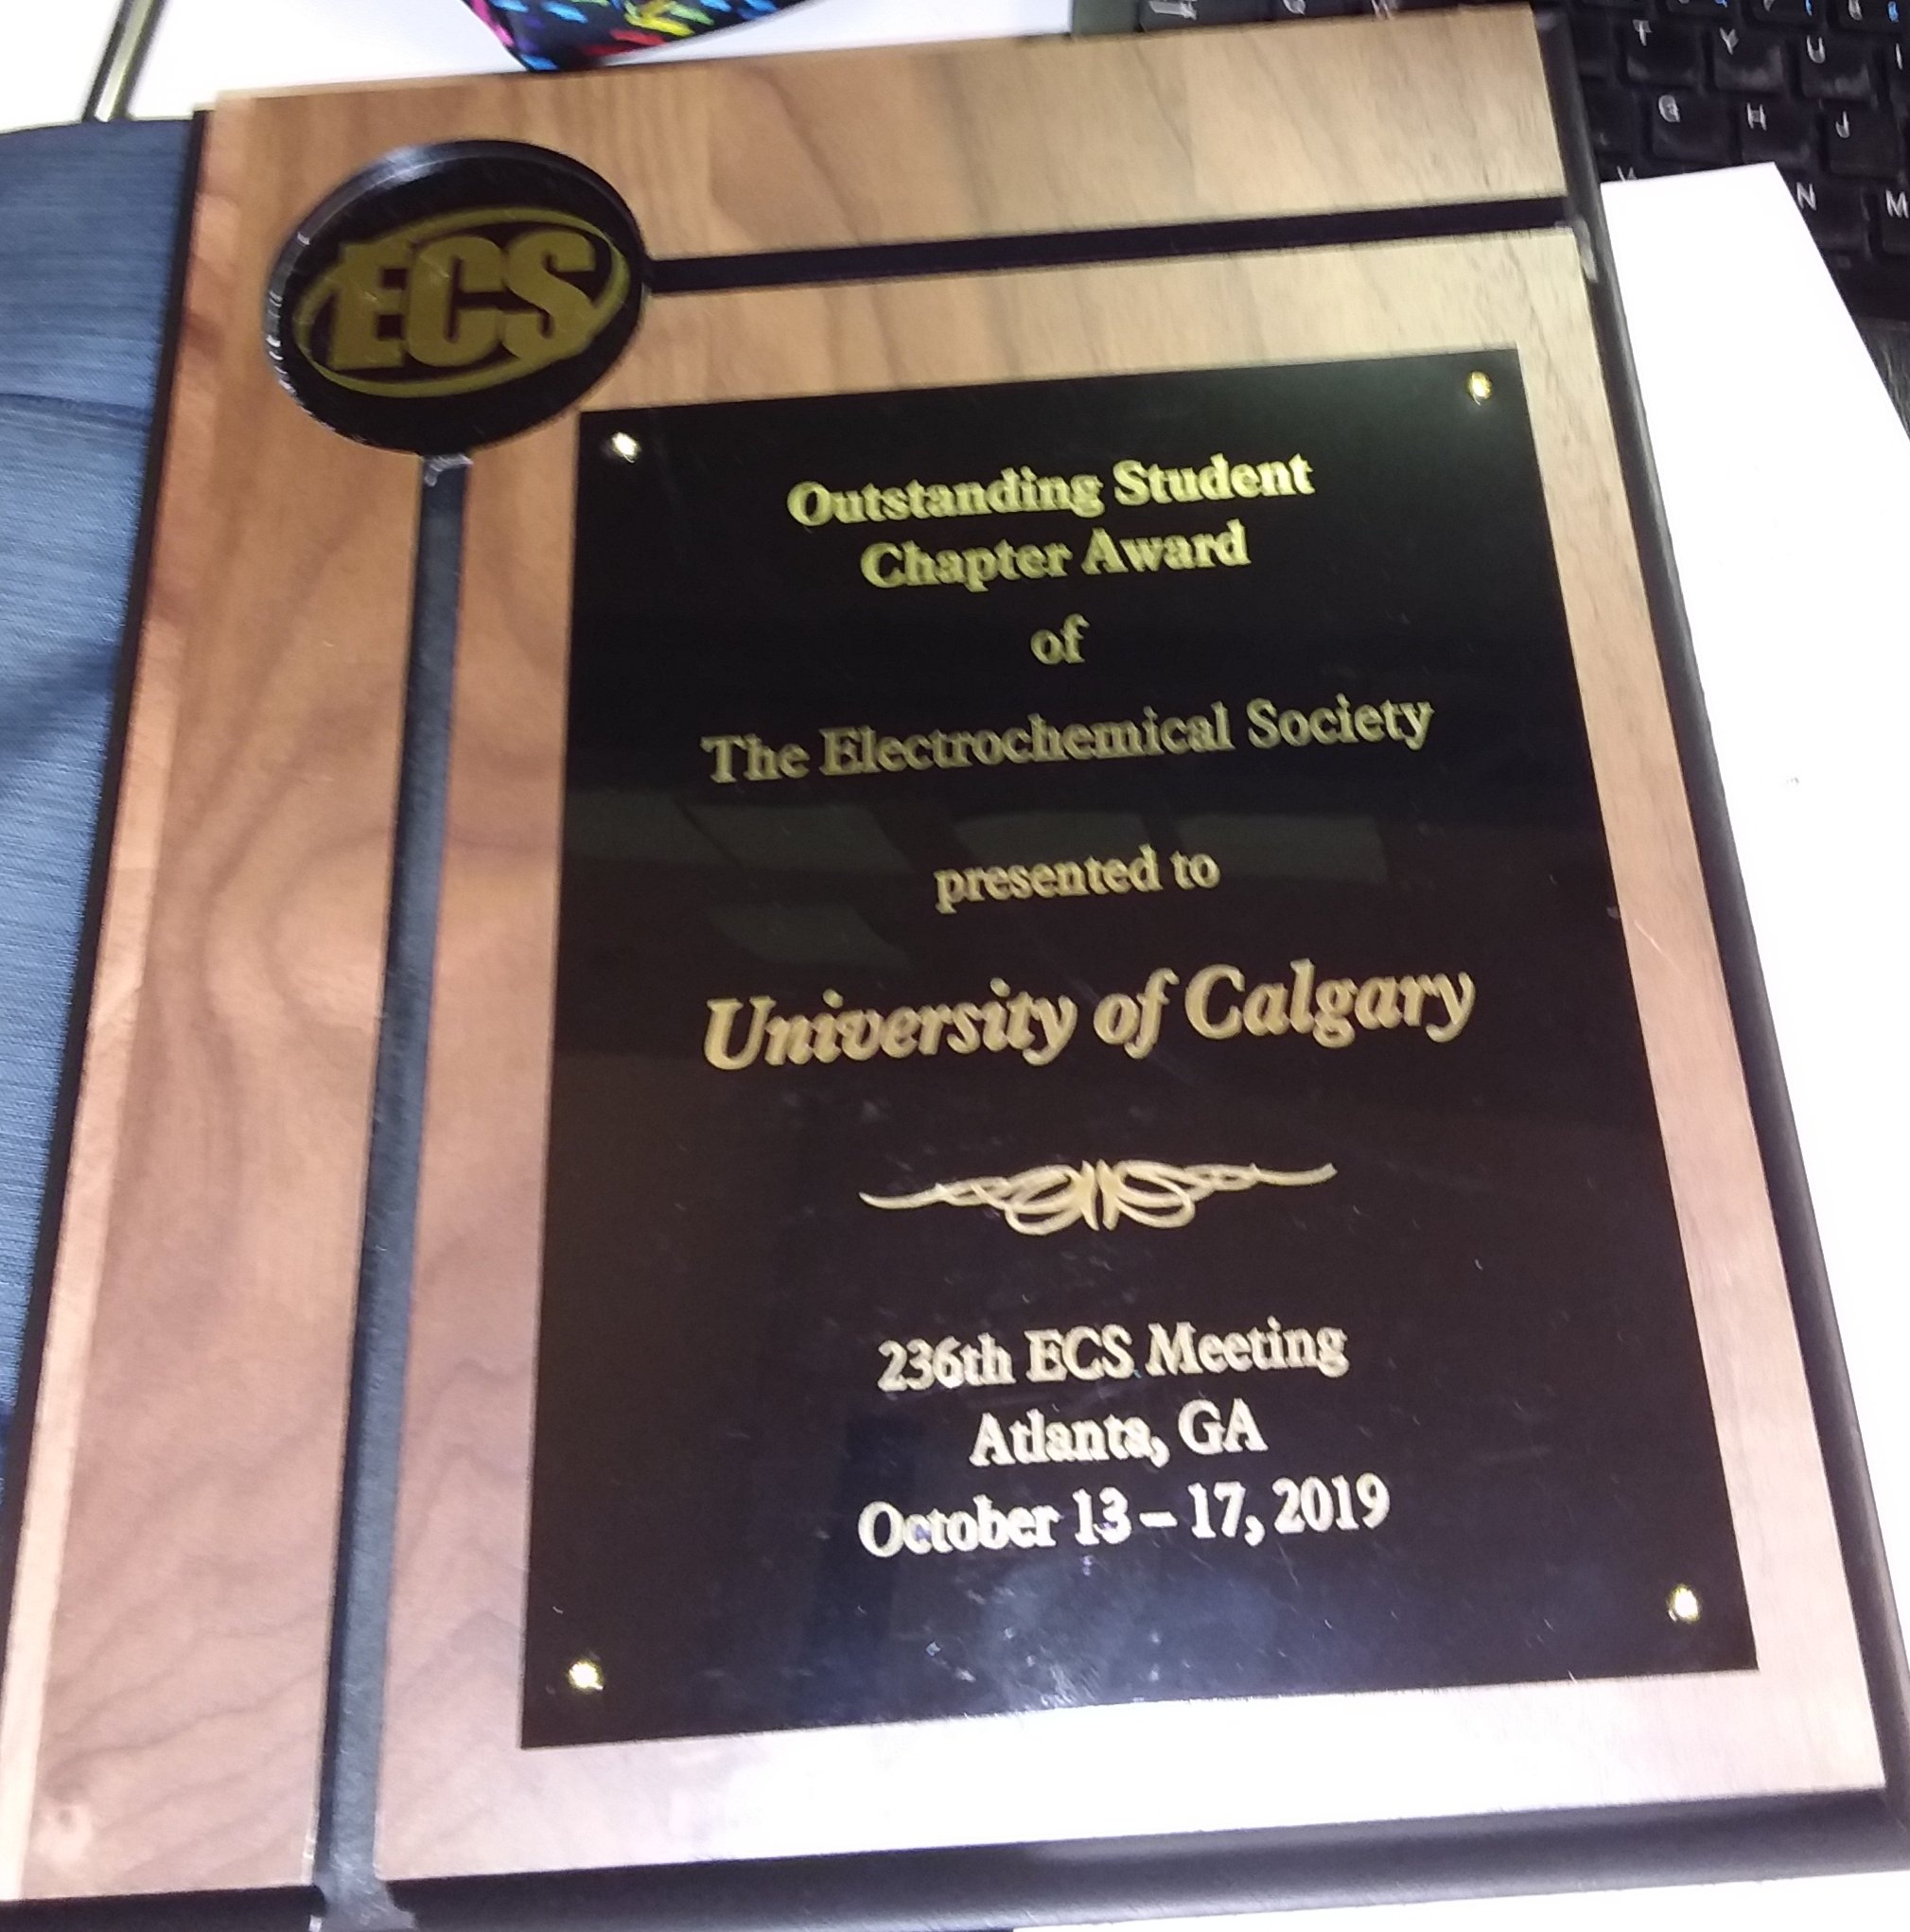 T Y U I
G H J
N M
ECS
Outstanding Student
Chapter Award
of
The Electrochemical Society
presented to
University of Calgary
236th ECS Meeting
Atlanta, GA
October 13 – 17, 2019